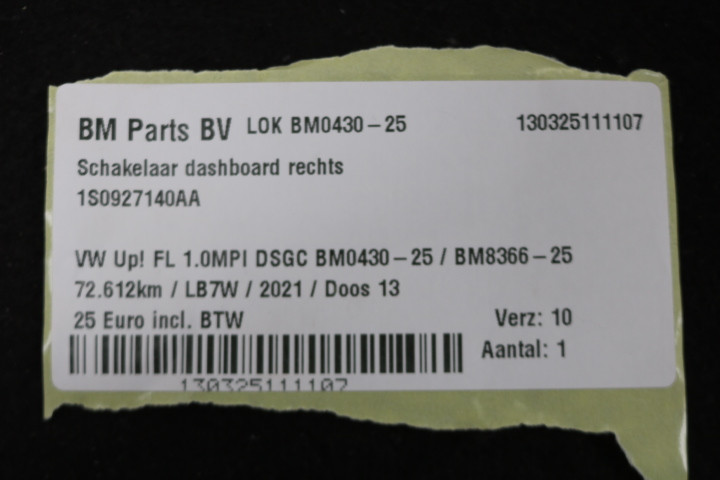 BM Parts BV LOK BM0430-25 130325111107
Schakelaar dashboard rechts
1S0927140AA
VW Up! FL 1.0MPI DSGC BM0430-25 / BM8366-25
72.612km / LB7W / 2021 / Doos 13
25 Euro incl. BTW Verz: 10
Aantal: 1
130325111107